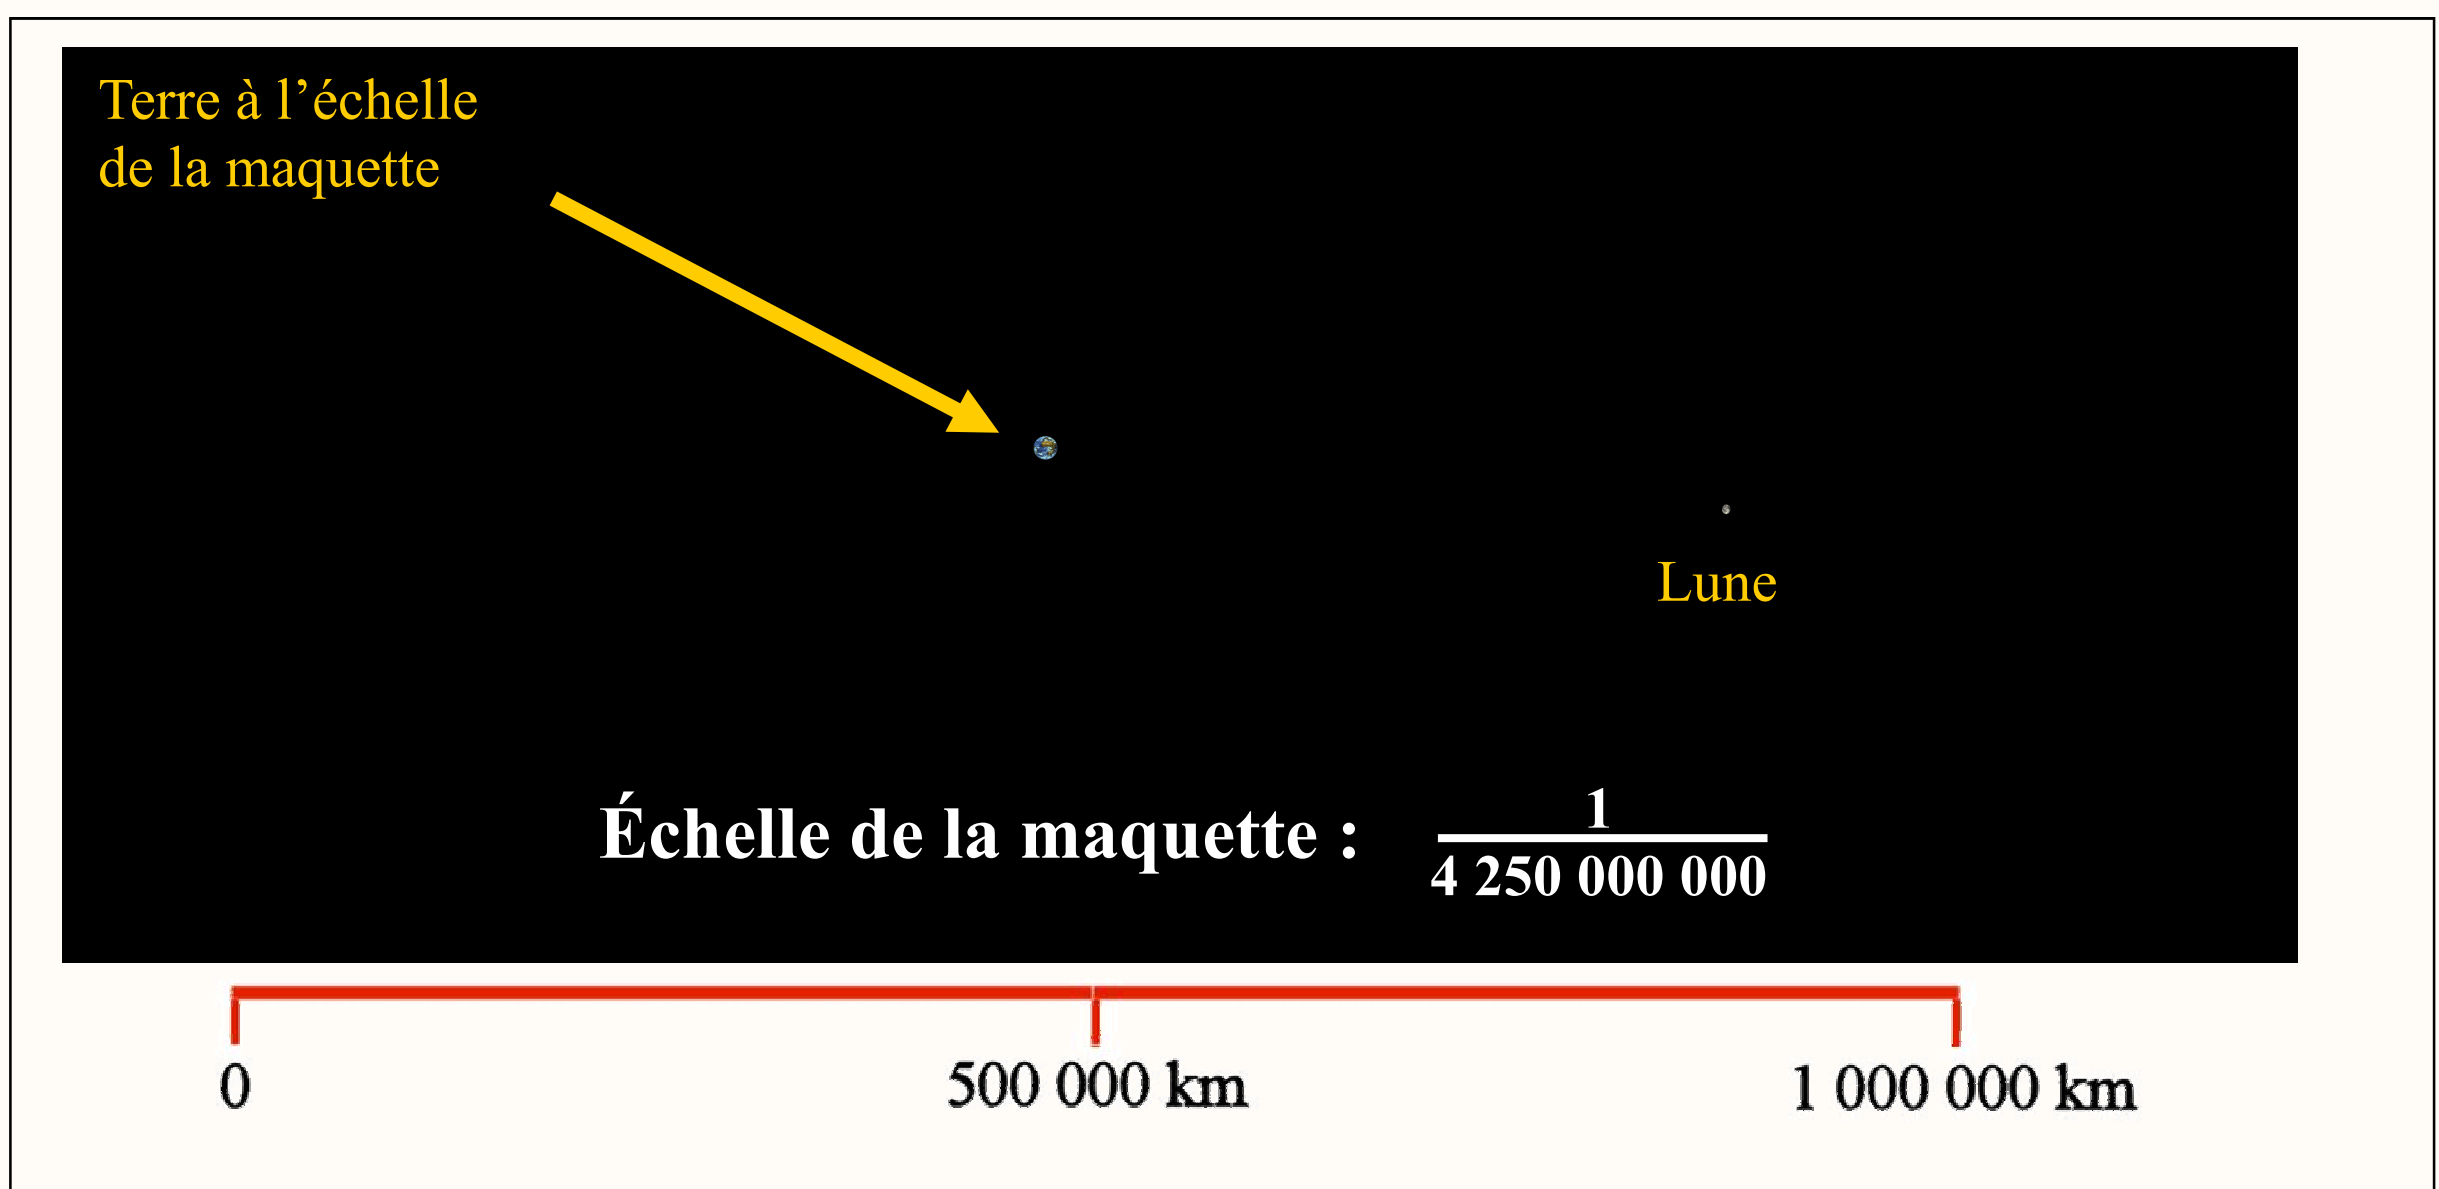 Terre à l’échelle
de la maquette
Lune
Échelle de la maquette : 1
4 250 000 000
0 500 000 km 1 000 000 km